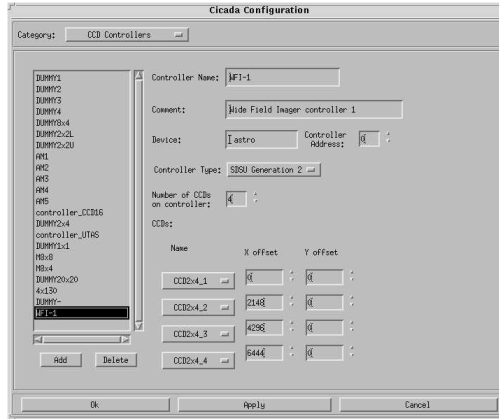 Cicada Configuration
Category: CCD Controllers
DUMMY1
DUMMY2
DUMMY3
DUMMY4
DUMMY8x4
DUMMY2x2L
DUMMY2x2U
AM1
AM2
AM3
AM4
AM5
controller_CCD16
DUMMY2x4
controller_UTAS
DUMMY1x1
M8x8
M8x4
DUMMY20x20
4x130
DUMMY-
WFI-1
Add Delete
Controller Name: WFI-1
Comment: Wide Field Imager controller 1
Device: astro Controller Address: 0
Controller Type: SDSU Generation 2
Number of CCDs on controller: 4
CCDs:
Name X offset Y offset
CCD2x4_1 0 0
CCD2x4_2 2148 0
CCD2x4_3 4296 0
CCD2x4_4 6444 0
Ok Apply Cancel